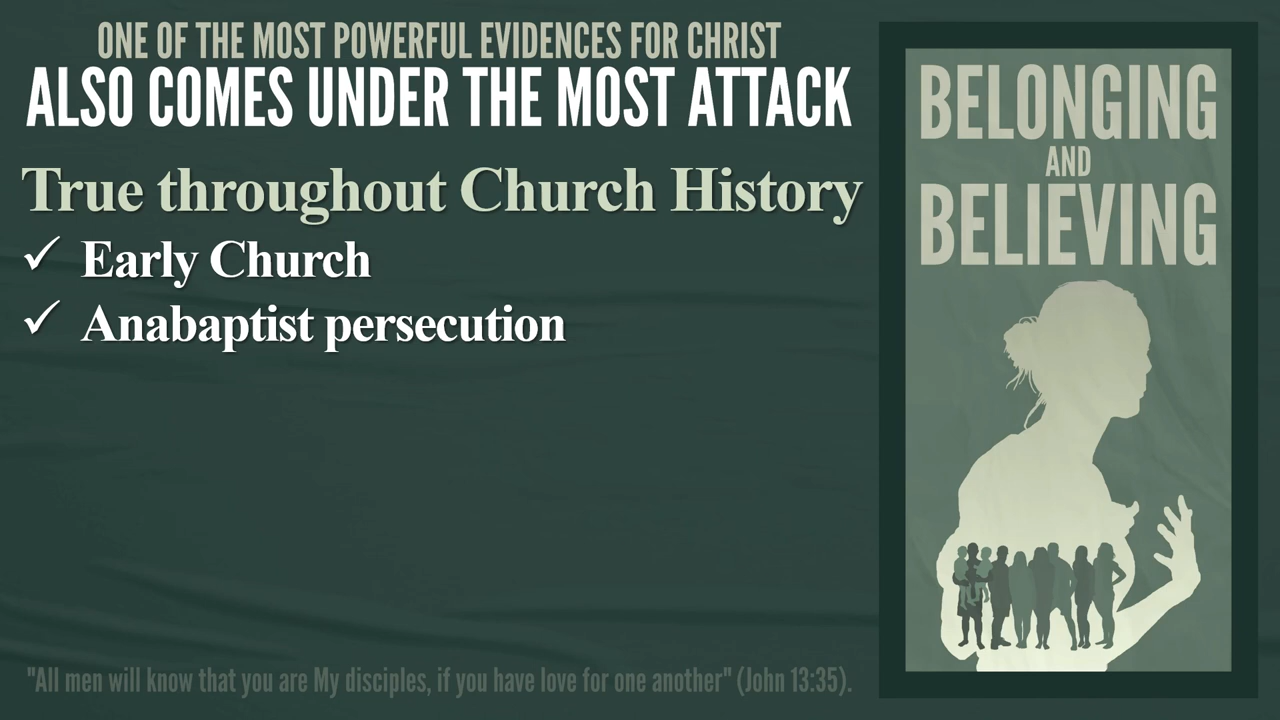 ONE OF THE MOST POWERFUL EVIDENCES FOR CHRIST
ALSO COMES UNDER THE MOST ATTACK
True throughout Church History
✓ Early Church
✓ Anabaptist persecution
"All men will know that you are My disciples, if you have love for one another" (John 13:35).
BELONGING
AND
BELIEVING